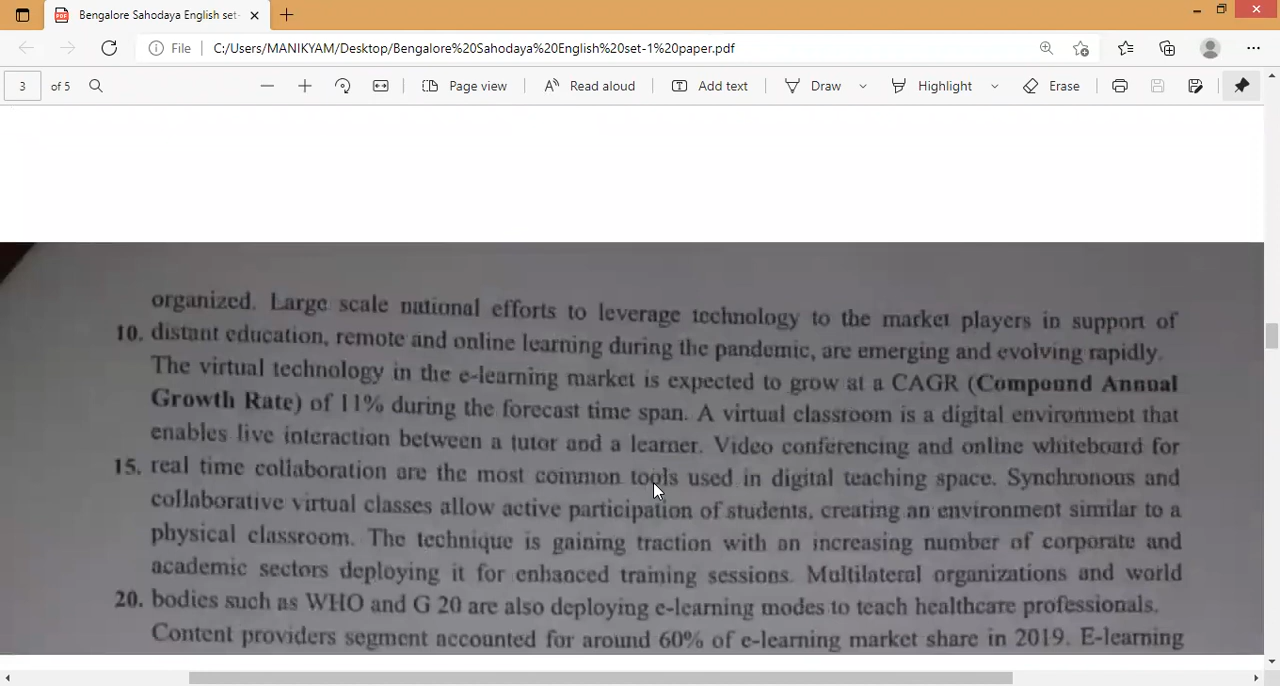 Bengalore Sahodaya English set-
File C:/Users/MANIKYAM/Desktop/Bengalore%20Sahodaya%20English%20set-1%20paper.pdf
3 of 5 Page view Read aloud Add text Draw Highlight Erase
organized. Large scale national efforts to leverage technology to the market players in support of
10. distant education, remote and online learning during the pandemic, are emerging and evolving rapidly.
The virtual technology in the e-learning market is expected to grow at a CAGR (Compound Annual
Growth Rate) of 11% during the forecast time span. A virtual classroom is a digital environment that
enables live interaction between a tutor and a learner. Video conferencing and online whiteboard for
15. real time collaboration are the most common tools used in digital teaching space. Synchronous and
collaborative virtual classes allow active participation of students, creating an environment similar to a
physical classroom. The technique is gaining traction with an increasing number of corporate and
academic sectors deploying it for enhanced training sessions. Multilateral organizations and world
20. bodies such as WHO and G 20 are also deploying e-learning modes to teach healthcare professionals.
Content providers segment accounted for around 60% of e-learning market share in 2019. E-learning